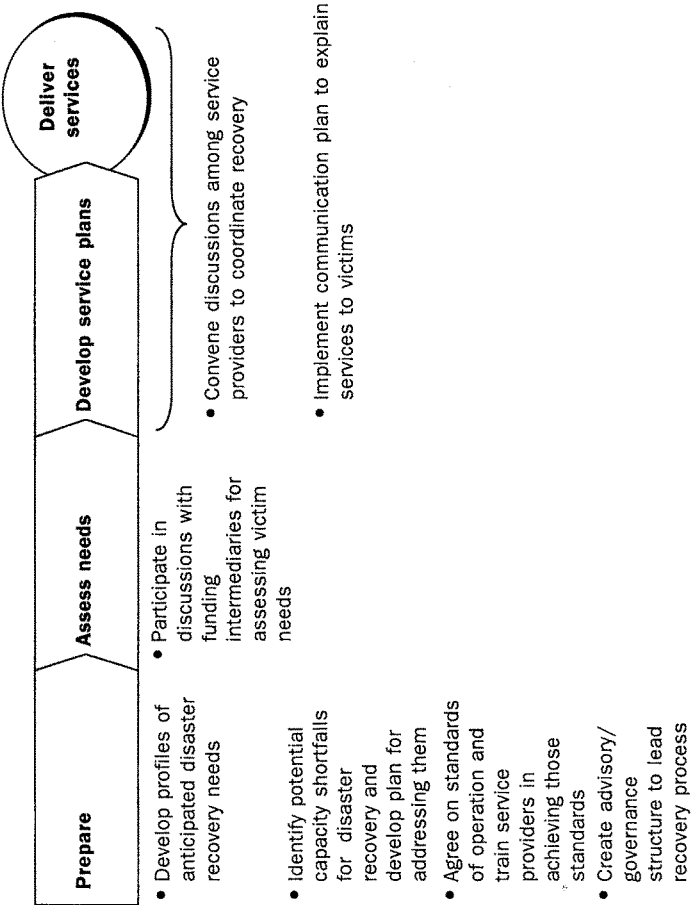 Prepare
Assess needs
Develop service plans
Deliver
services
• Develop profiles of
anticipated disaster
recovery needs
• Identify potential
capacity shortfalls
for disaster
recovery and
develop plan for
addressing them
• Agree on standards
of operation and
train service
providers in
achieving those
standards
• Create advisory/
governance
structure to lead
recovery process
• Participate in
discussions with
funding
intermediaries for
assessing victim
needs
• Convene discussions among service
providers to coordinate recovery
• Implement communication plan to explain
services to victims